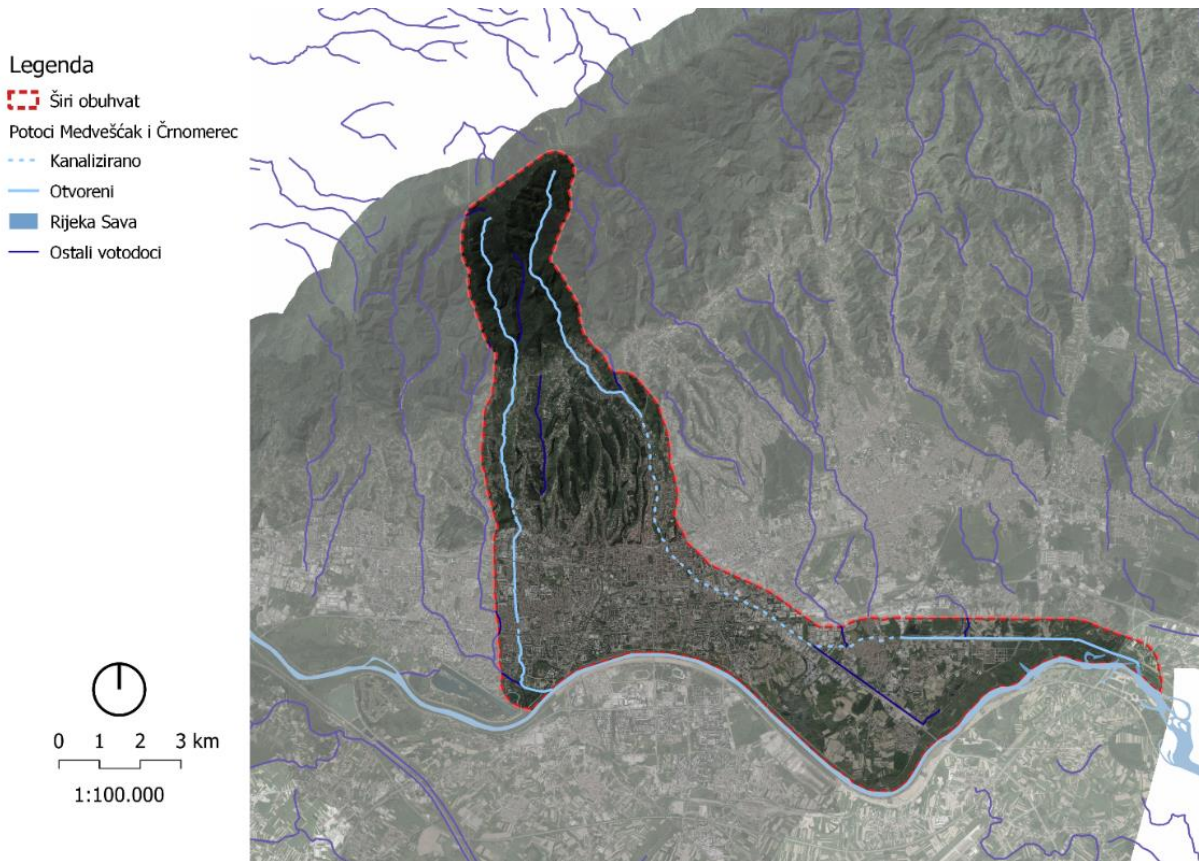 Legenda
Širi obuhvat
Potoci Medvešćak i Črnomerec
Kanalizirano
Otvoreni
Rijeka Sava
Ostali votodoci
0 1 2 3 km
1:100.000